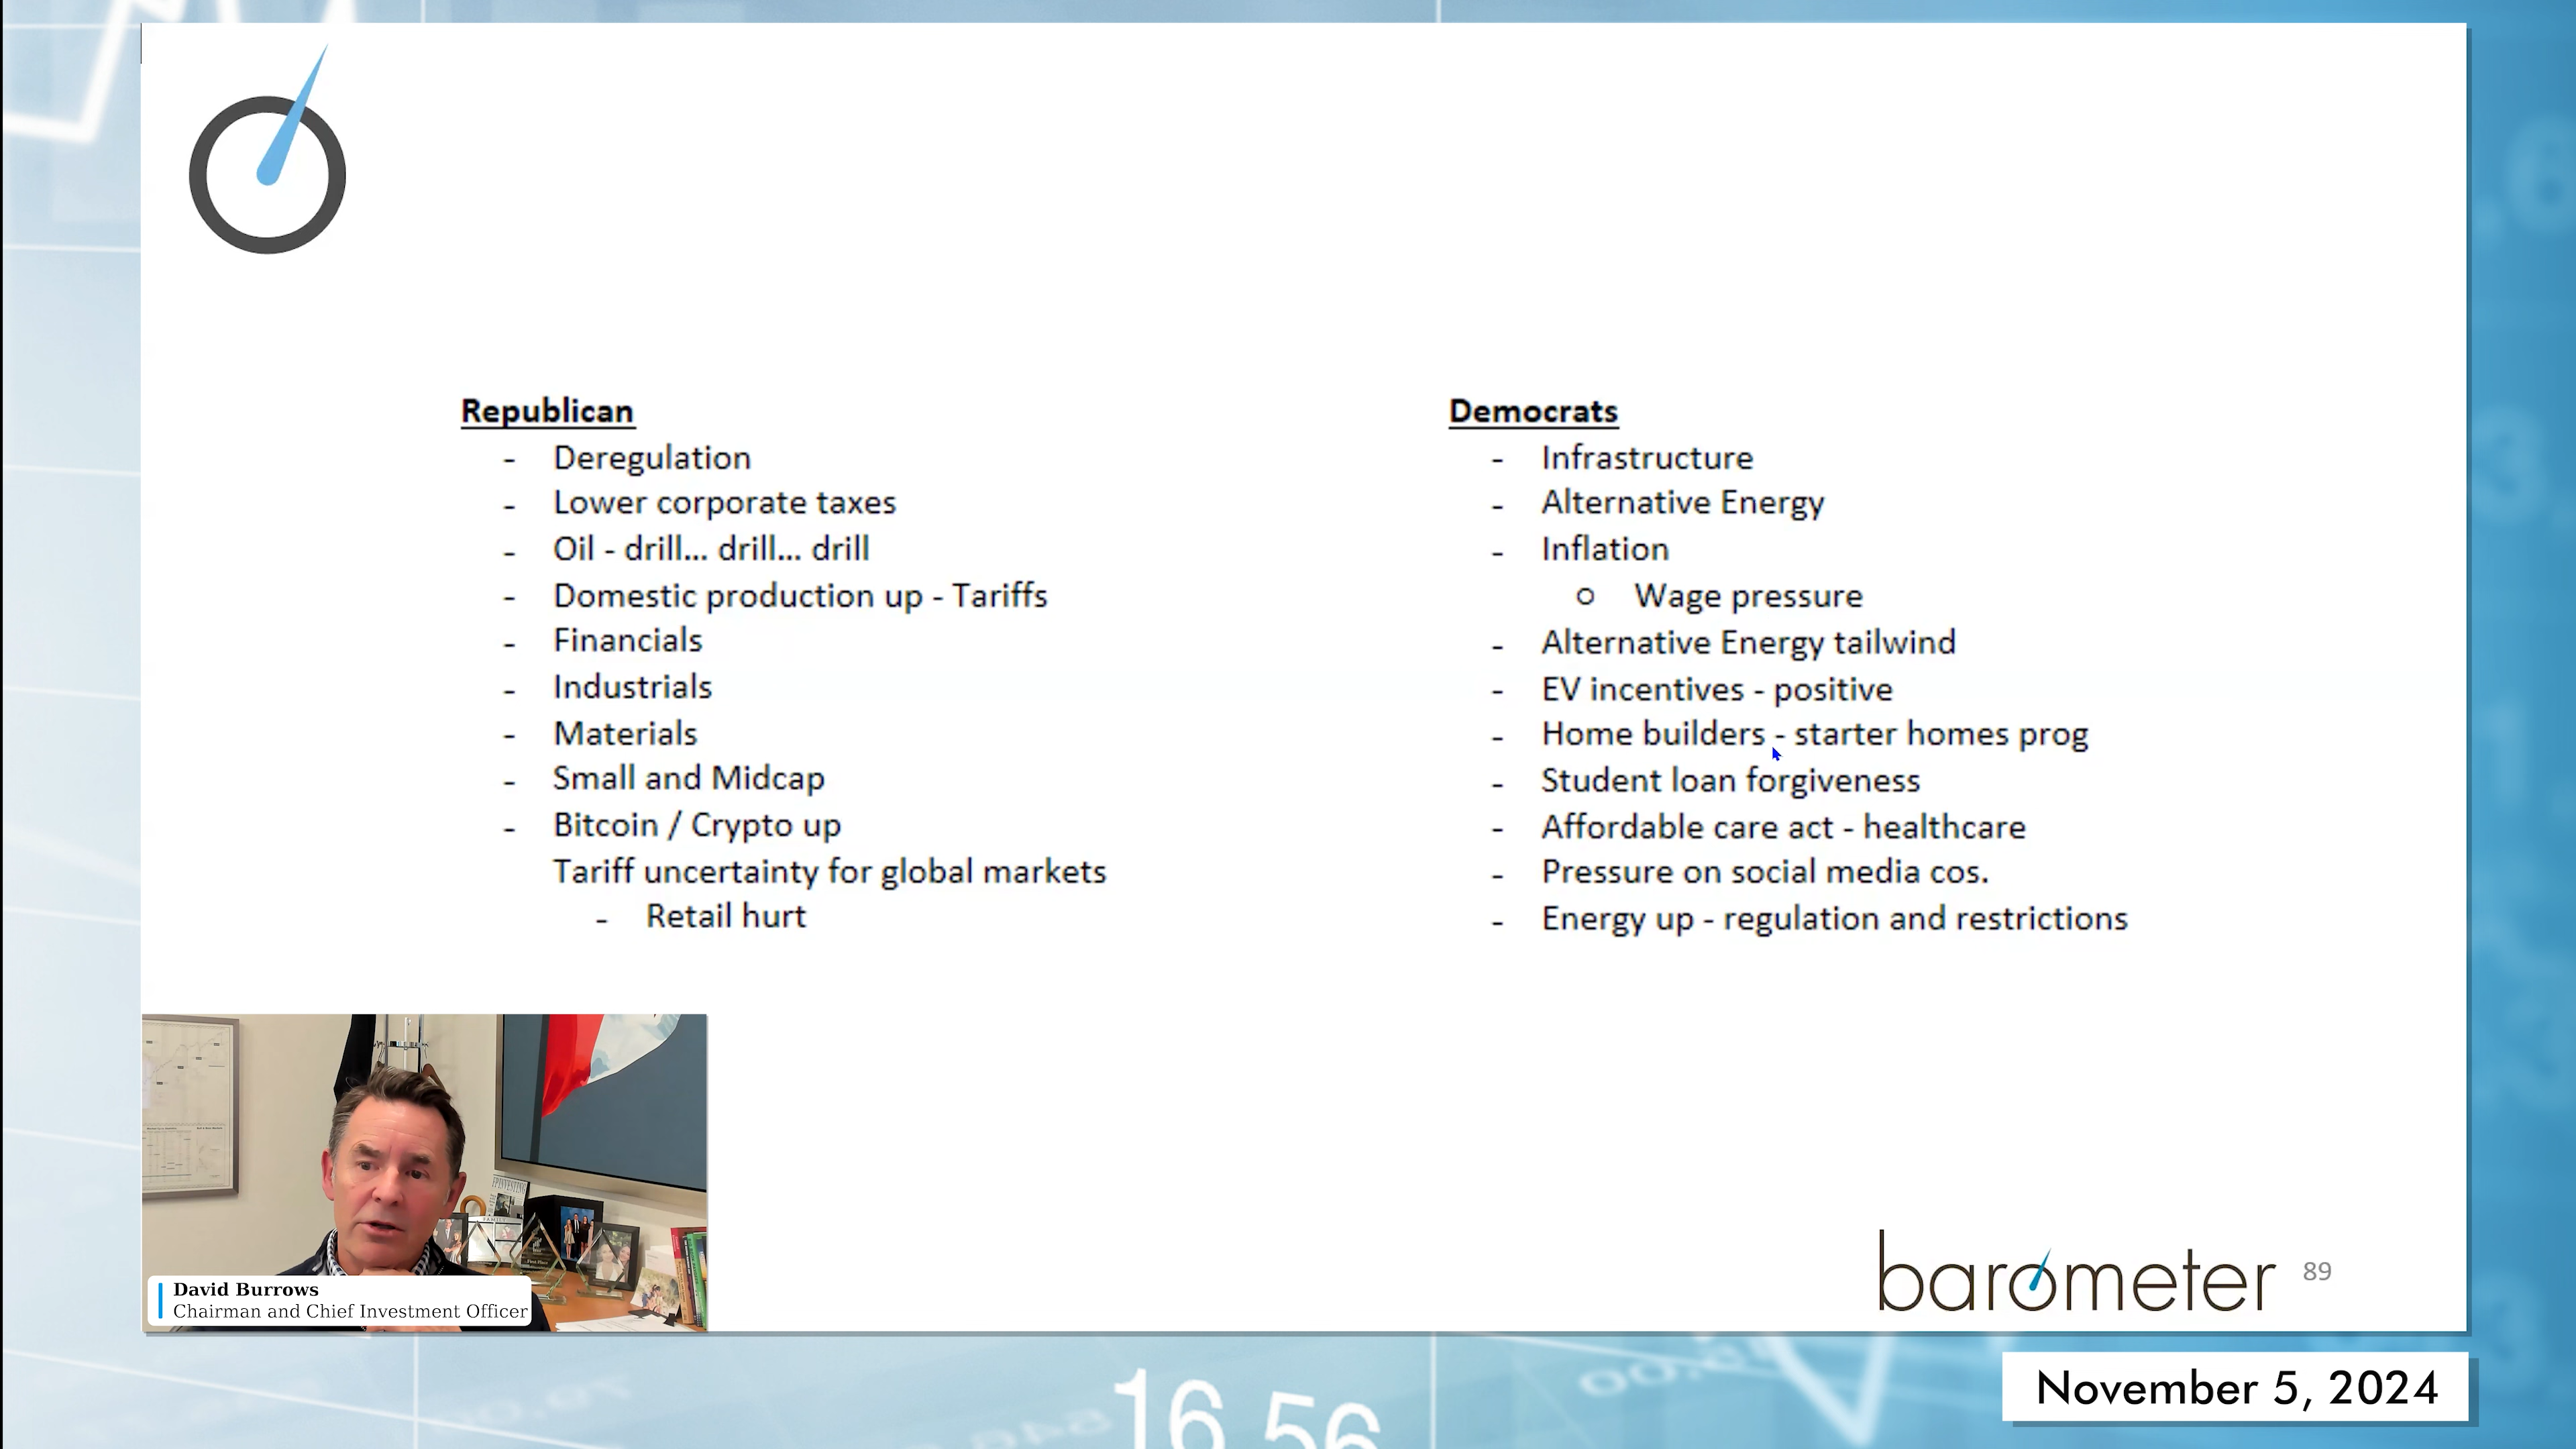 Republican
- Deregulation
- Lower corporate taxes
- Oil - drill... drill... drill
- Domestic production up - Tariffs
- Financials
- Industrials
- Materials
- Small and Midcap
- Bitcoin / Crypto up
Tariff uncertainty for global markets
- Retail hurt
Democrats
- Infrastructure
- Alternative Energy
- Inflation
o Wage pressure
- Alternative Energy tailwind
- EV incentives - positive
- Home builders - starter homes prog
- Student loan forgiveness
- Affordable care act - healthcare
- Pressure on social media cos.
- Energy up - regulation and restrictions
David Burrows
Chairman and Chief Investment Officer
barometer 89
November 5, 2024
16 56